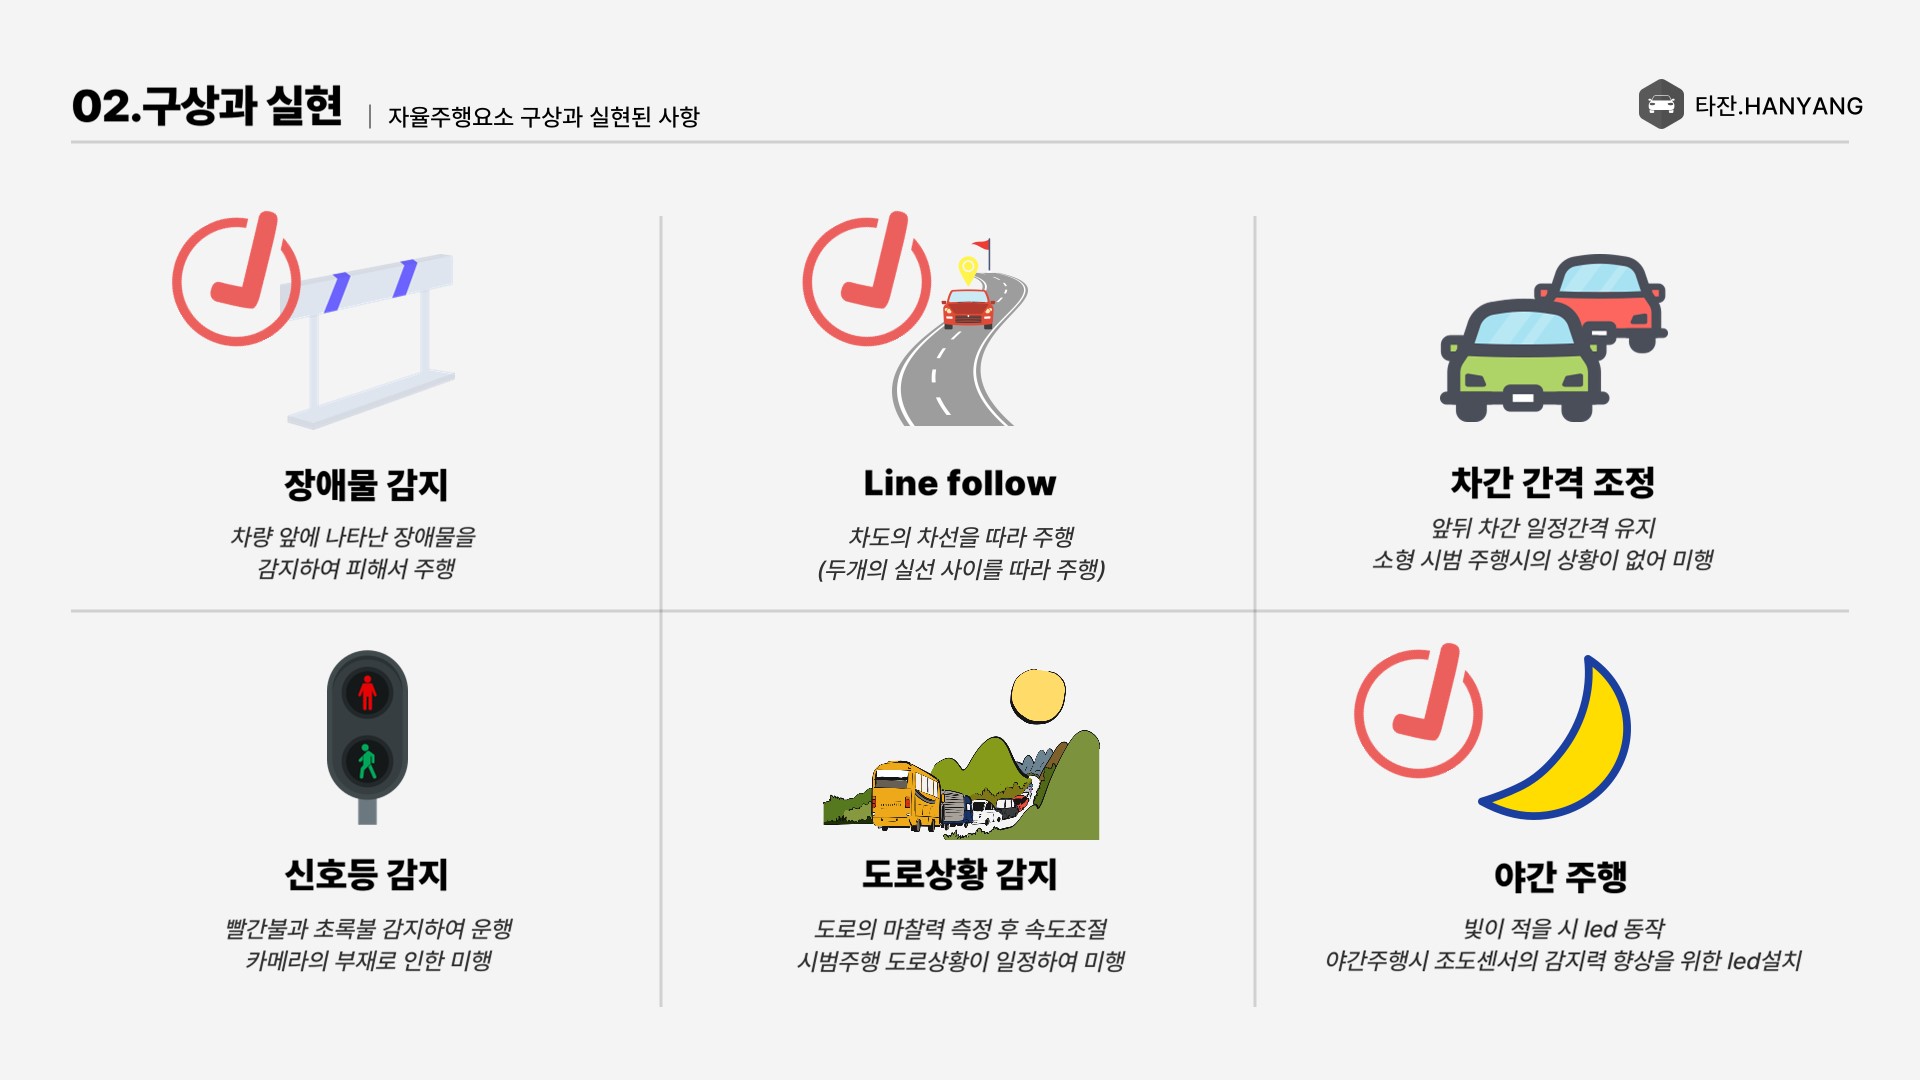 02.구상과 실현
자율주행요소 구상과 실현된 사항
타잔.HANYANG
장애물 감지
차량 앞에 나타난 장애물을
감지하여 피해서 주행
Line follow
차도의 차선을 따라 주행
(두개의 실선 사이를 따라 주행)
차간 간격 조정
앞뒤 차간 일정간격 유지
소형 시범 주행시의 상황이 없어 미행
신호등 감지
빨간불과 초록불 감지하여 운행
카메라의 부재로 인한 미행
도로상황 감지
도로의 마찰력 측정 후 속도조절
시범주행 도로상황이 일정하여 미행
야간 주행
빛이 적을 시 led 동작
야간주행시 조도센서의 감지력 향상을 위한 led설치